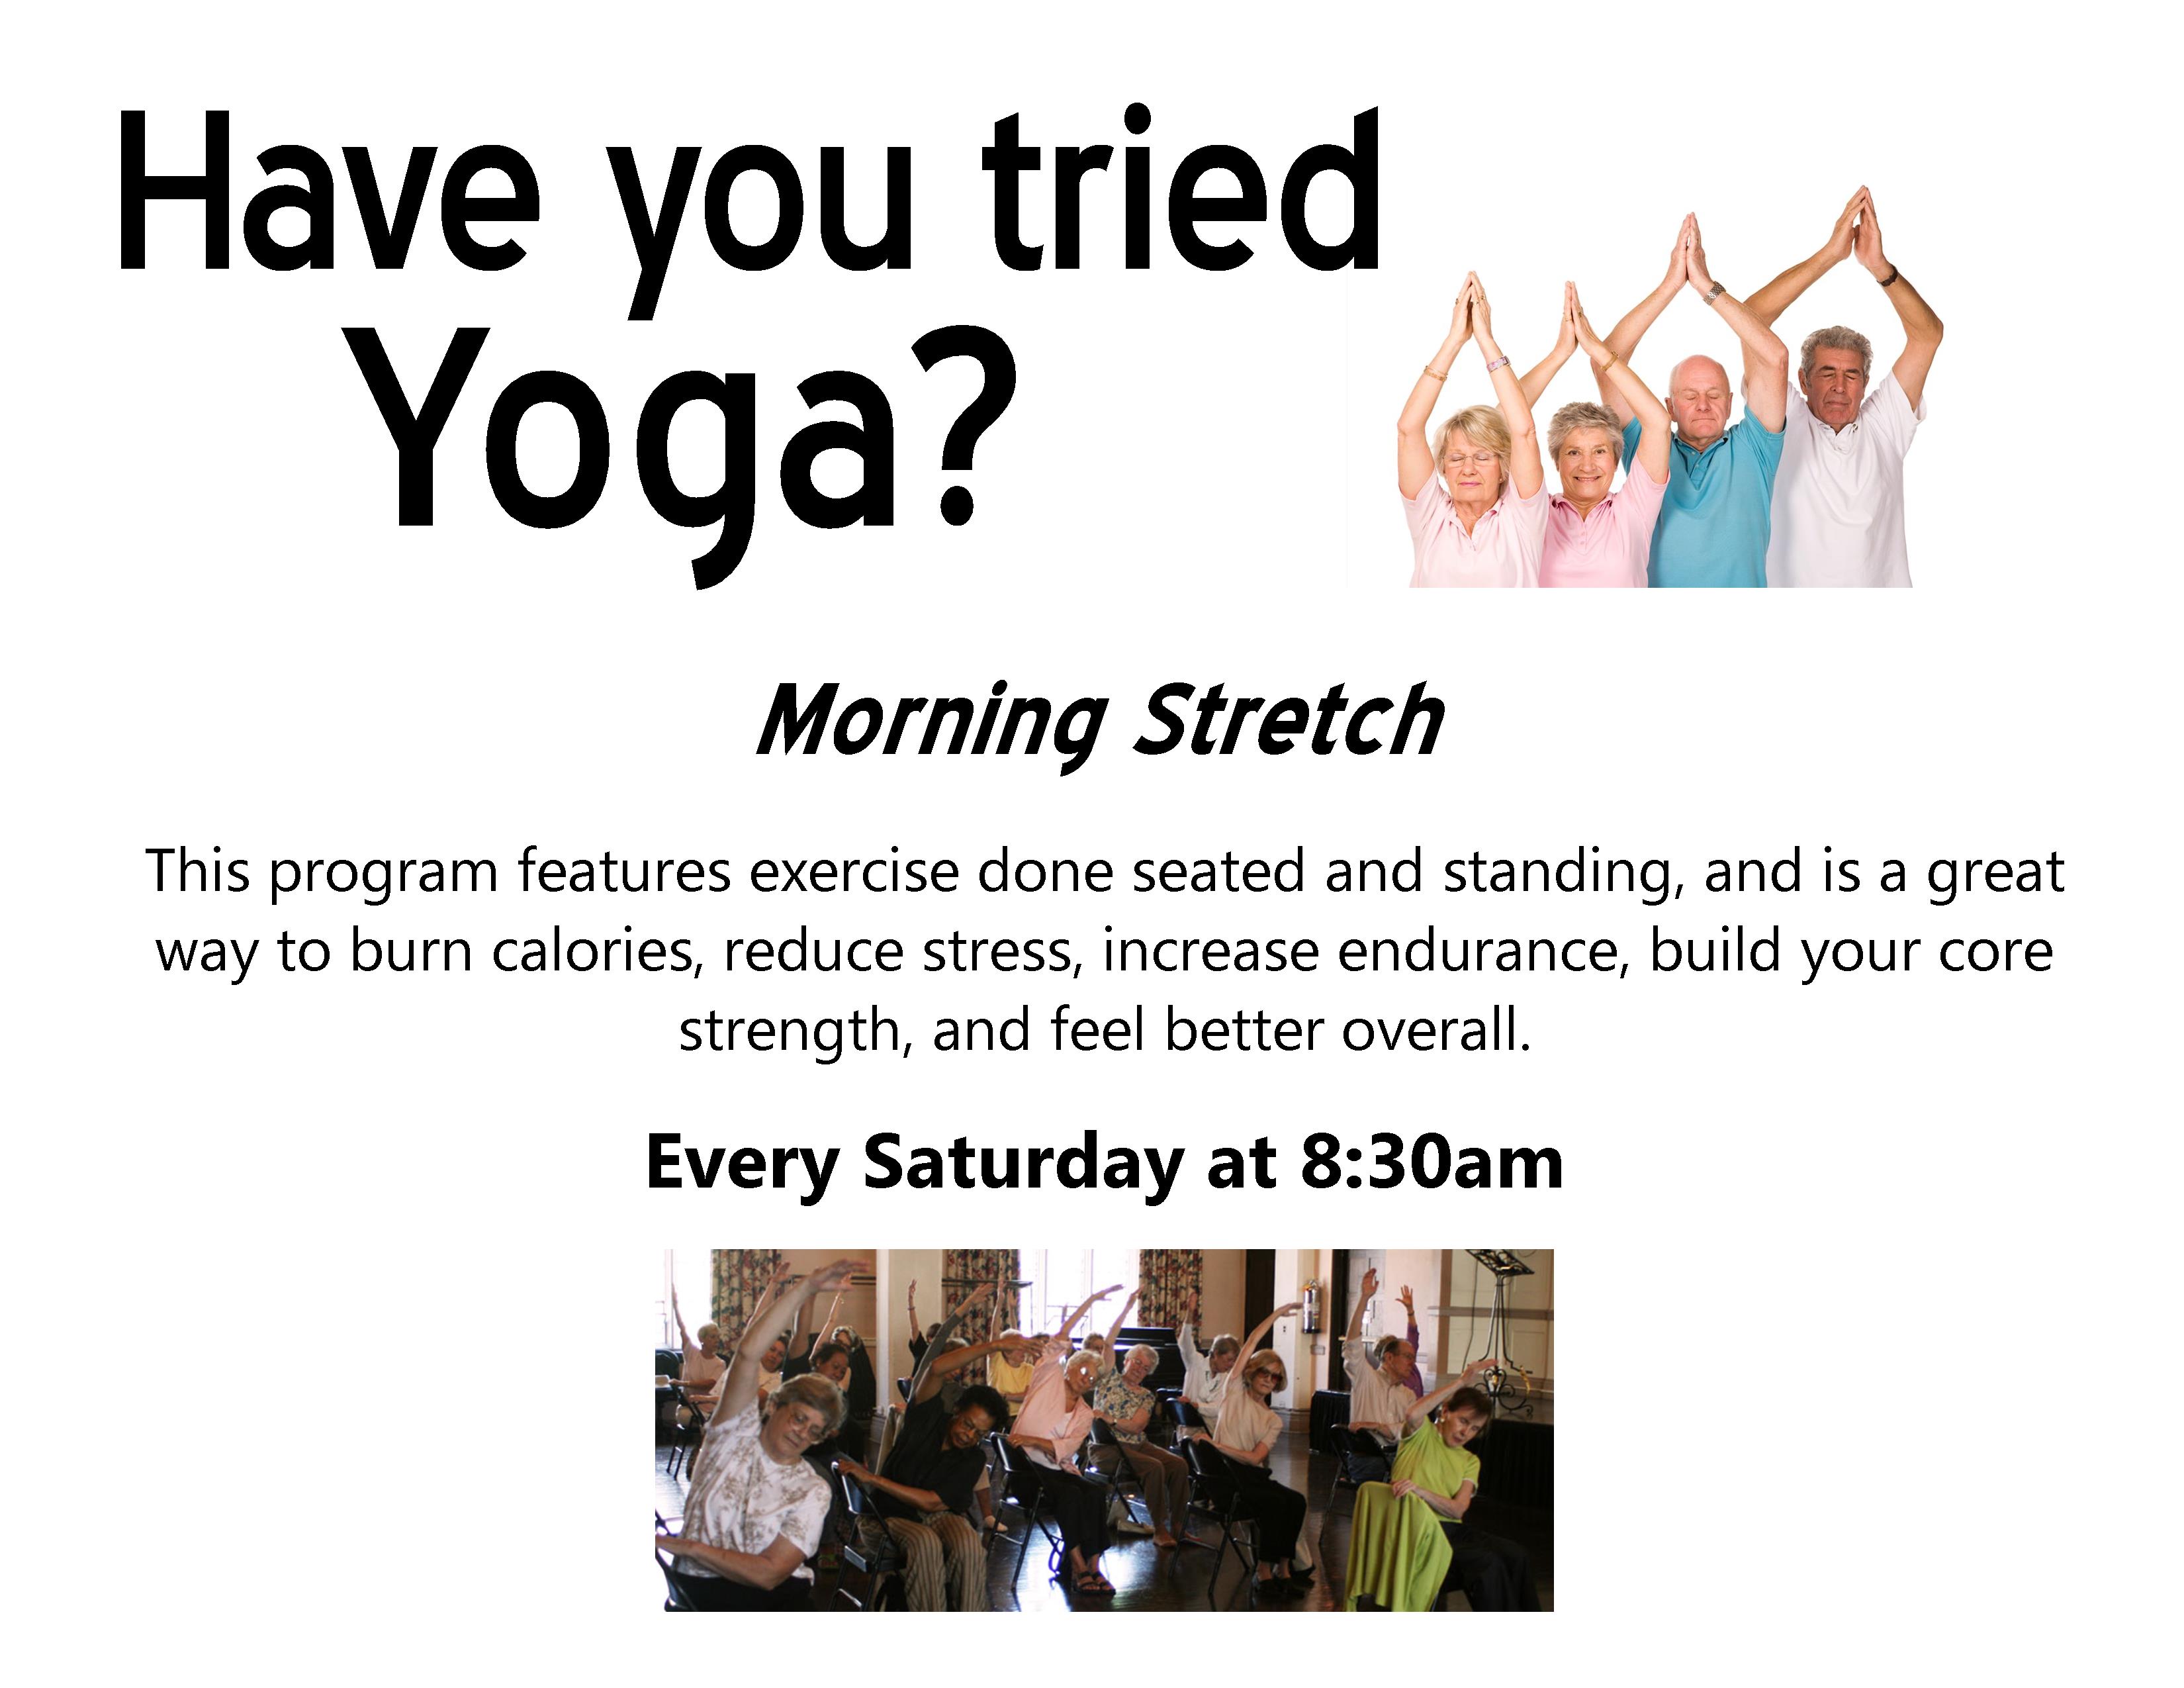 Have you tried
Yoga?
Morning Stretch
This program features exercise done seated and standing, and is a great
way to burn calories, reduce stress, increase endurance, build your core
strength, and feel better overall.
Every Saturday at 8:30am